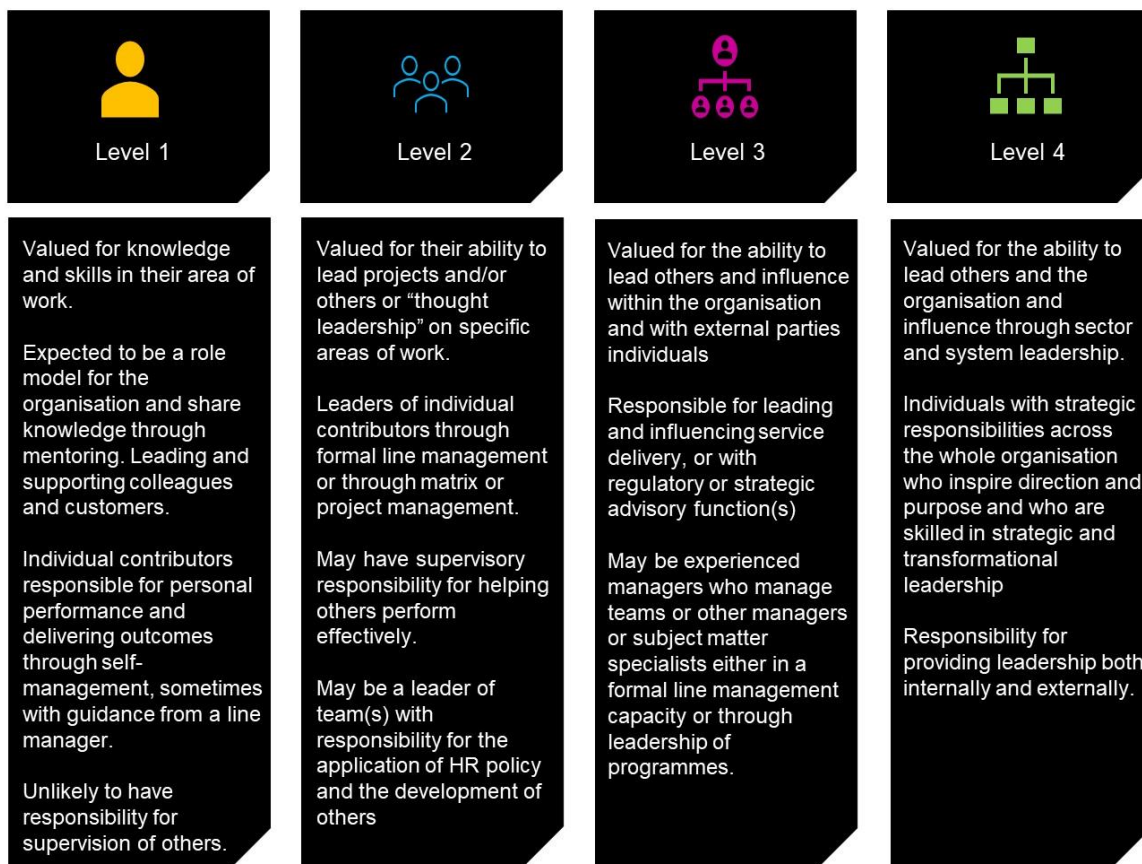 Level 1
Valued for knowledge
and skills in their area of
work.
Expected to be a role
model for the
organisation and share
knowledge through
mentoring. Leading and
supporting colleagues
and customers.
Individual contributors
responsible for personal
performance and
delivering outcomes
through self-
management, sometimes
with guidance from a line
manager.
Unlikely to have
responsibility for
supervision of others.
Level 2
Valued for their ability to
lead projects and/or
others or “thought
leadership” on specific
areas of work.
Leaders of individual
contributors through
formal line management
or through matrix or
project management.
May have supervisory
responsibility for helping
others perform
effectively.
May be a leader of
team(s) with
responsibility for the
application of HR policy
and the development of
others
Level 3
Valued for the ability to
lead others and influence
within the organisation
and with external parties
individuals
Responsible for leading
and influencing service
delivery, or with
regulatory or strategic
advisory function(s)
May be experienced
managers who manage
teams or other managers
or subject matter
specialists either in a
formal line management
capacity or through
leadership of
programmes.
Level 4
Valued for the ability to
lead others and the
organisation and
influence through sector
and system leadership.
Individuals with strategic
responsibilities across
the whole organisation
who inspire direction and
purpose and who are
skilled in strategic and
transformational
leadership
Responsibility for
providing leadership both
internally and externally.